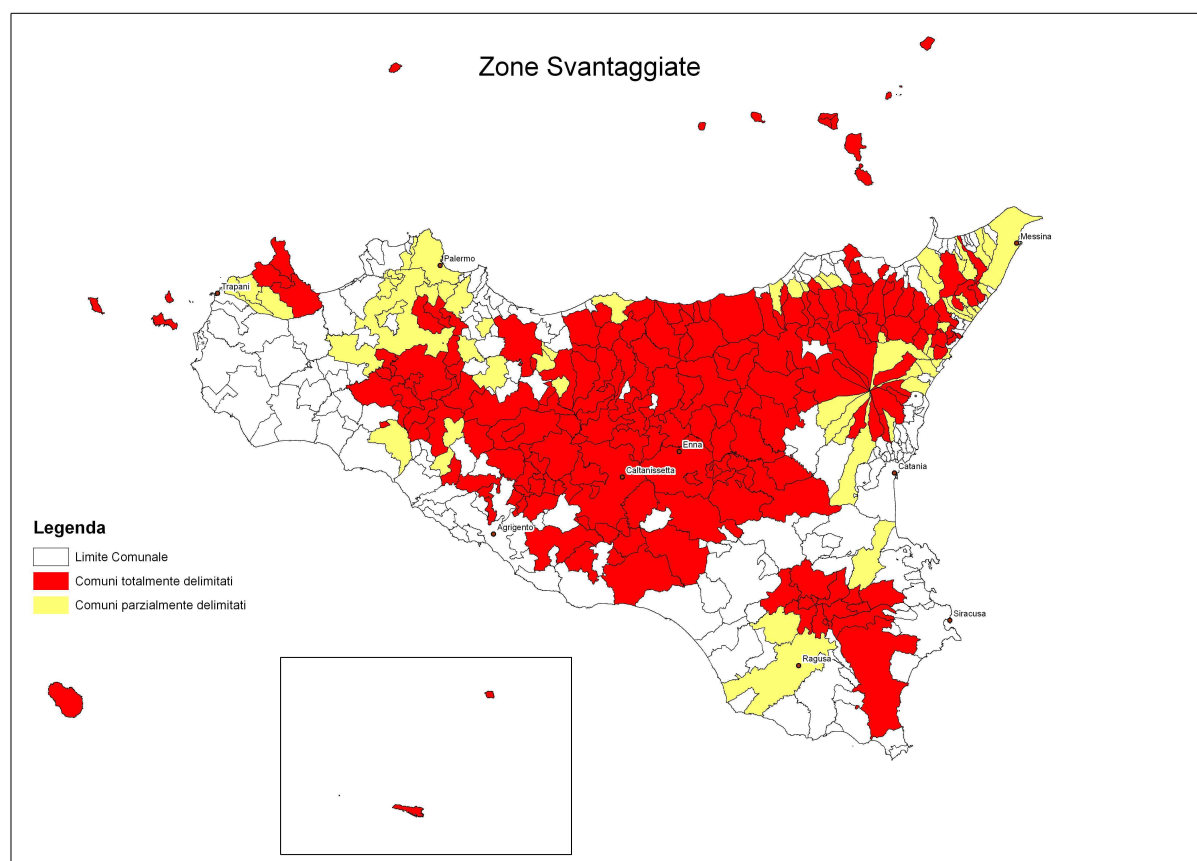 Zone Svantaggiate
Messina
Palermo
Trapani
Enna
Caltanissetta
Catania
Agrigento
Siracusa
Ragusa
Legenda
Limite Comunale
Comuni totalmente delimitati
Comuni parzialmente delimitati